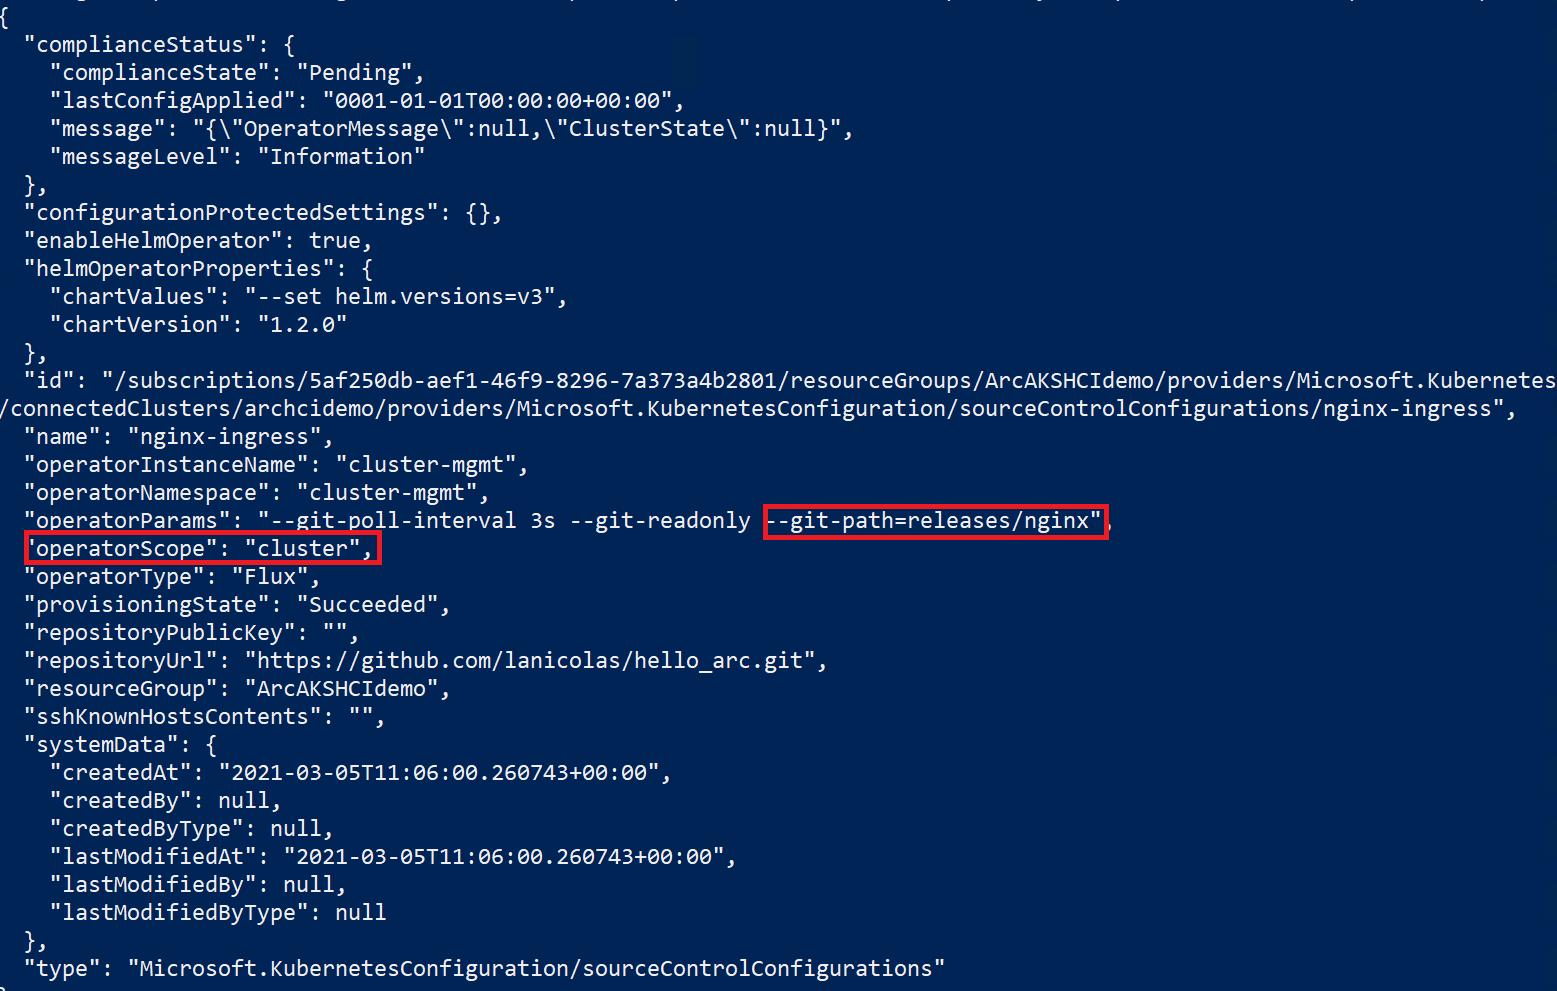 {
"complianceStatus": {
"complianceState": "Pending",
"lastConfigApplied": "0001-01-01T00:00:00+00:00",
"message": "{\"OperatorMessage\":null,\"ClusterState\":null}",
"messageLevel": "Information"
},
"configurationProtectedSettings": {},
"enableHelmOperator": true,
"helmOperatorProperties": {
"chartValues": "--set helm.versions=v3",
"chartVersion": "1.2.0"
},
"id": "/subscriptions/5af250db-aef1-46f9-8296-7a373a4b2801/resourceGroups/ArcAKSHCIdemo/providers/Microsoft.Kubernetes
/connectedClusters/archcidemo/providers/Microsoft.KubernetesConfiguration/sourceControlConfigurations/nginx-ingress",
"name": "nginx-ingress",
"operatorInstanceName": "cluster-mgmt",
"operatorNamespace": "cluster-mgmt",
"operatorParams": "--git-poll-interval 3s --git-readonly --git-path=releases/nginx",
"operatorScope": "cluster",
"operatorType": "Flux",
"provisioningState": "Succeeded",
"repositoryPublicKey": "",
"repositoryUrl": "https://github.com/lanicolas/hello_arc.git",
"resourceGroup": "ArcAKSHCIdemo",
"sshKnownHostsContents": "",
"systemData": {
"createdAt": "2021-03-05T11:06:00.260743+00:00",
"createdBy": null,
"createdByType": null,
"lastModifiedAt": "2021-03-05T11:06:00.260743+00:00",
"lastModifiedBy": null,
"lastModifiedByType": null
},
"type": "Microsoft.KubernetesConfiguration/sourceControlConfigurations"